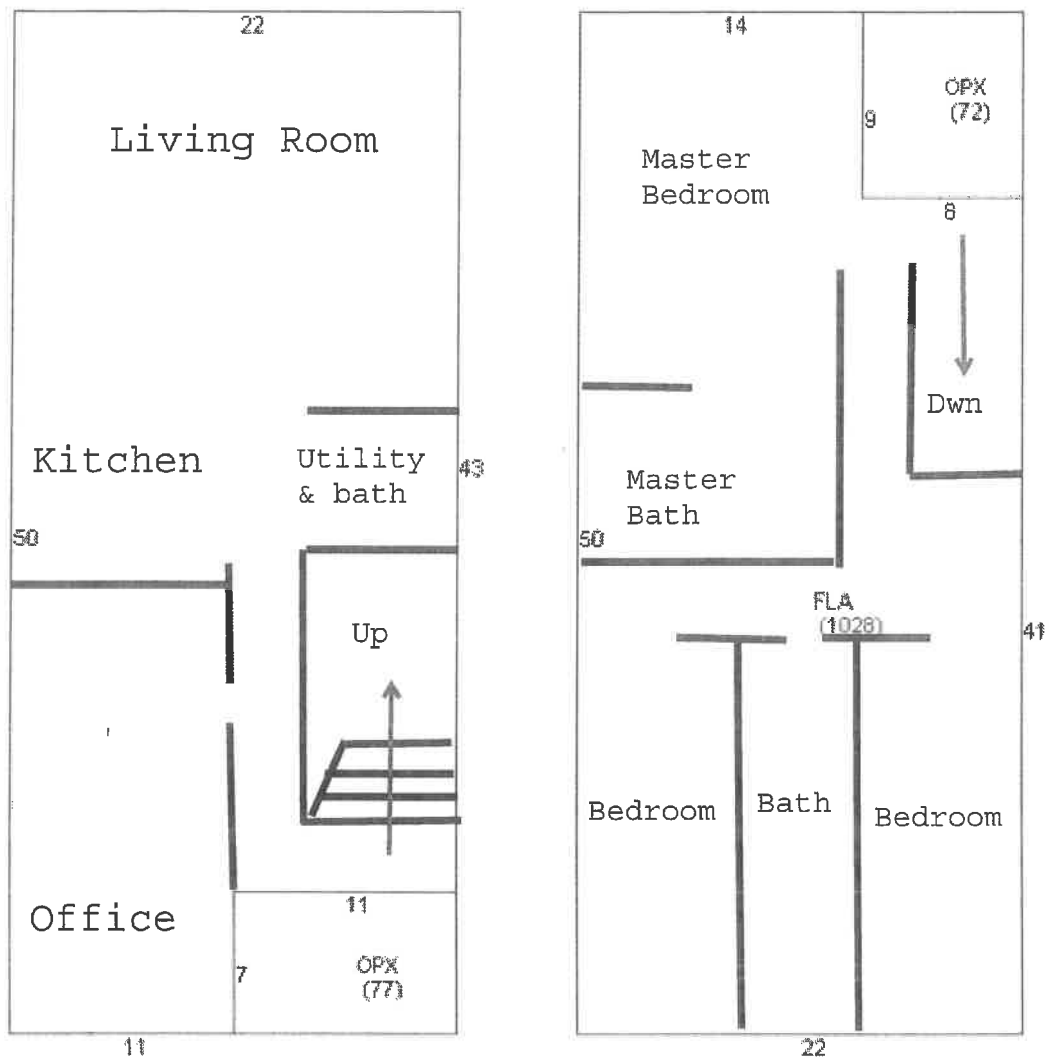 22
Living Room
Kitchen
Utility
& bath
43
50
Up
Office
11
7
OPX
(77)
11
14
OPX
(72)
9
Master
Bedroom
8
Dwn
Master
Bath
50
FLA
(1028)
41
Bedroom
Bath
Bedroom
22